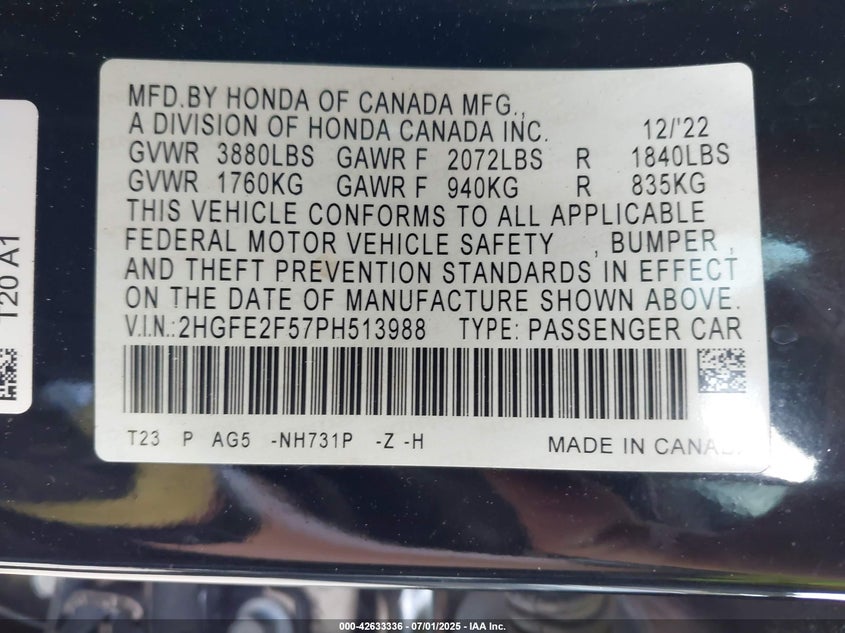 MFD.BY HONDA OF CANADA MFG.,
A DIVISION OF HONDA CANADA INC. 12/'22
GVWR 3880LBS GAWR F 2072LBS R 1840LBS
GVWR 1760KG GAWR F 940KG R 835KG
THIS VEHICLE CONFORMS TO ALL APPLICABLE
FEDERAL MOTOR VEHICLE SAFETY , BUMPER ,
AND THEFT PREVENTION STANDARDS IN EFFECT
ON THE DATE OF MANUFACTURE SHOWN ABOVE.
V.I.N.:2HGFE2F57PH513988 TYPE: PASSENGER CAR
T23 P AG5 -NH731P -Z -H MADE IN CANAD
T20 A1
000-42633336 - 07/01/2025 - IAA Inc.